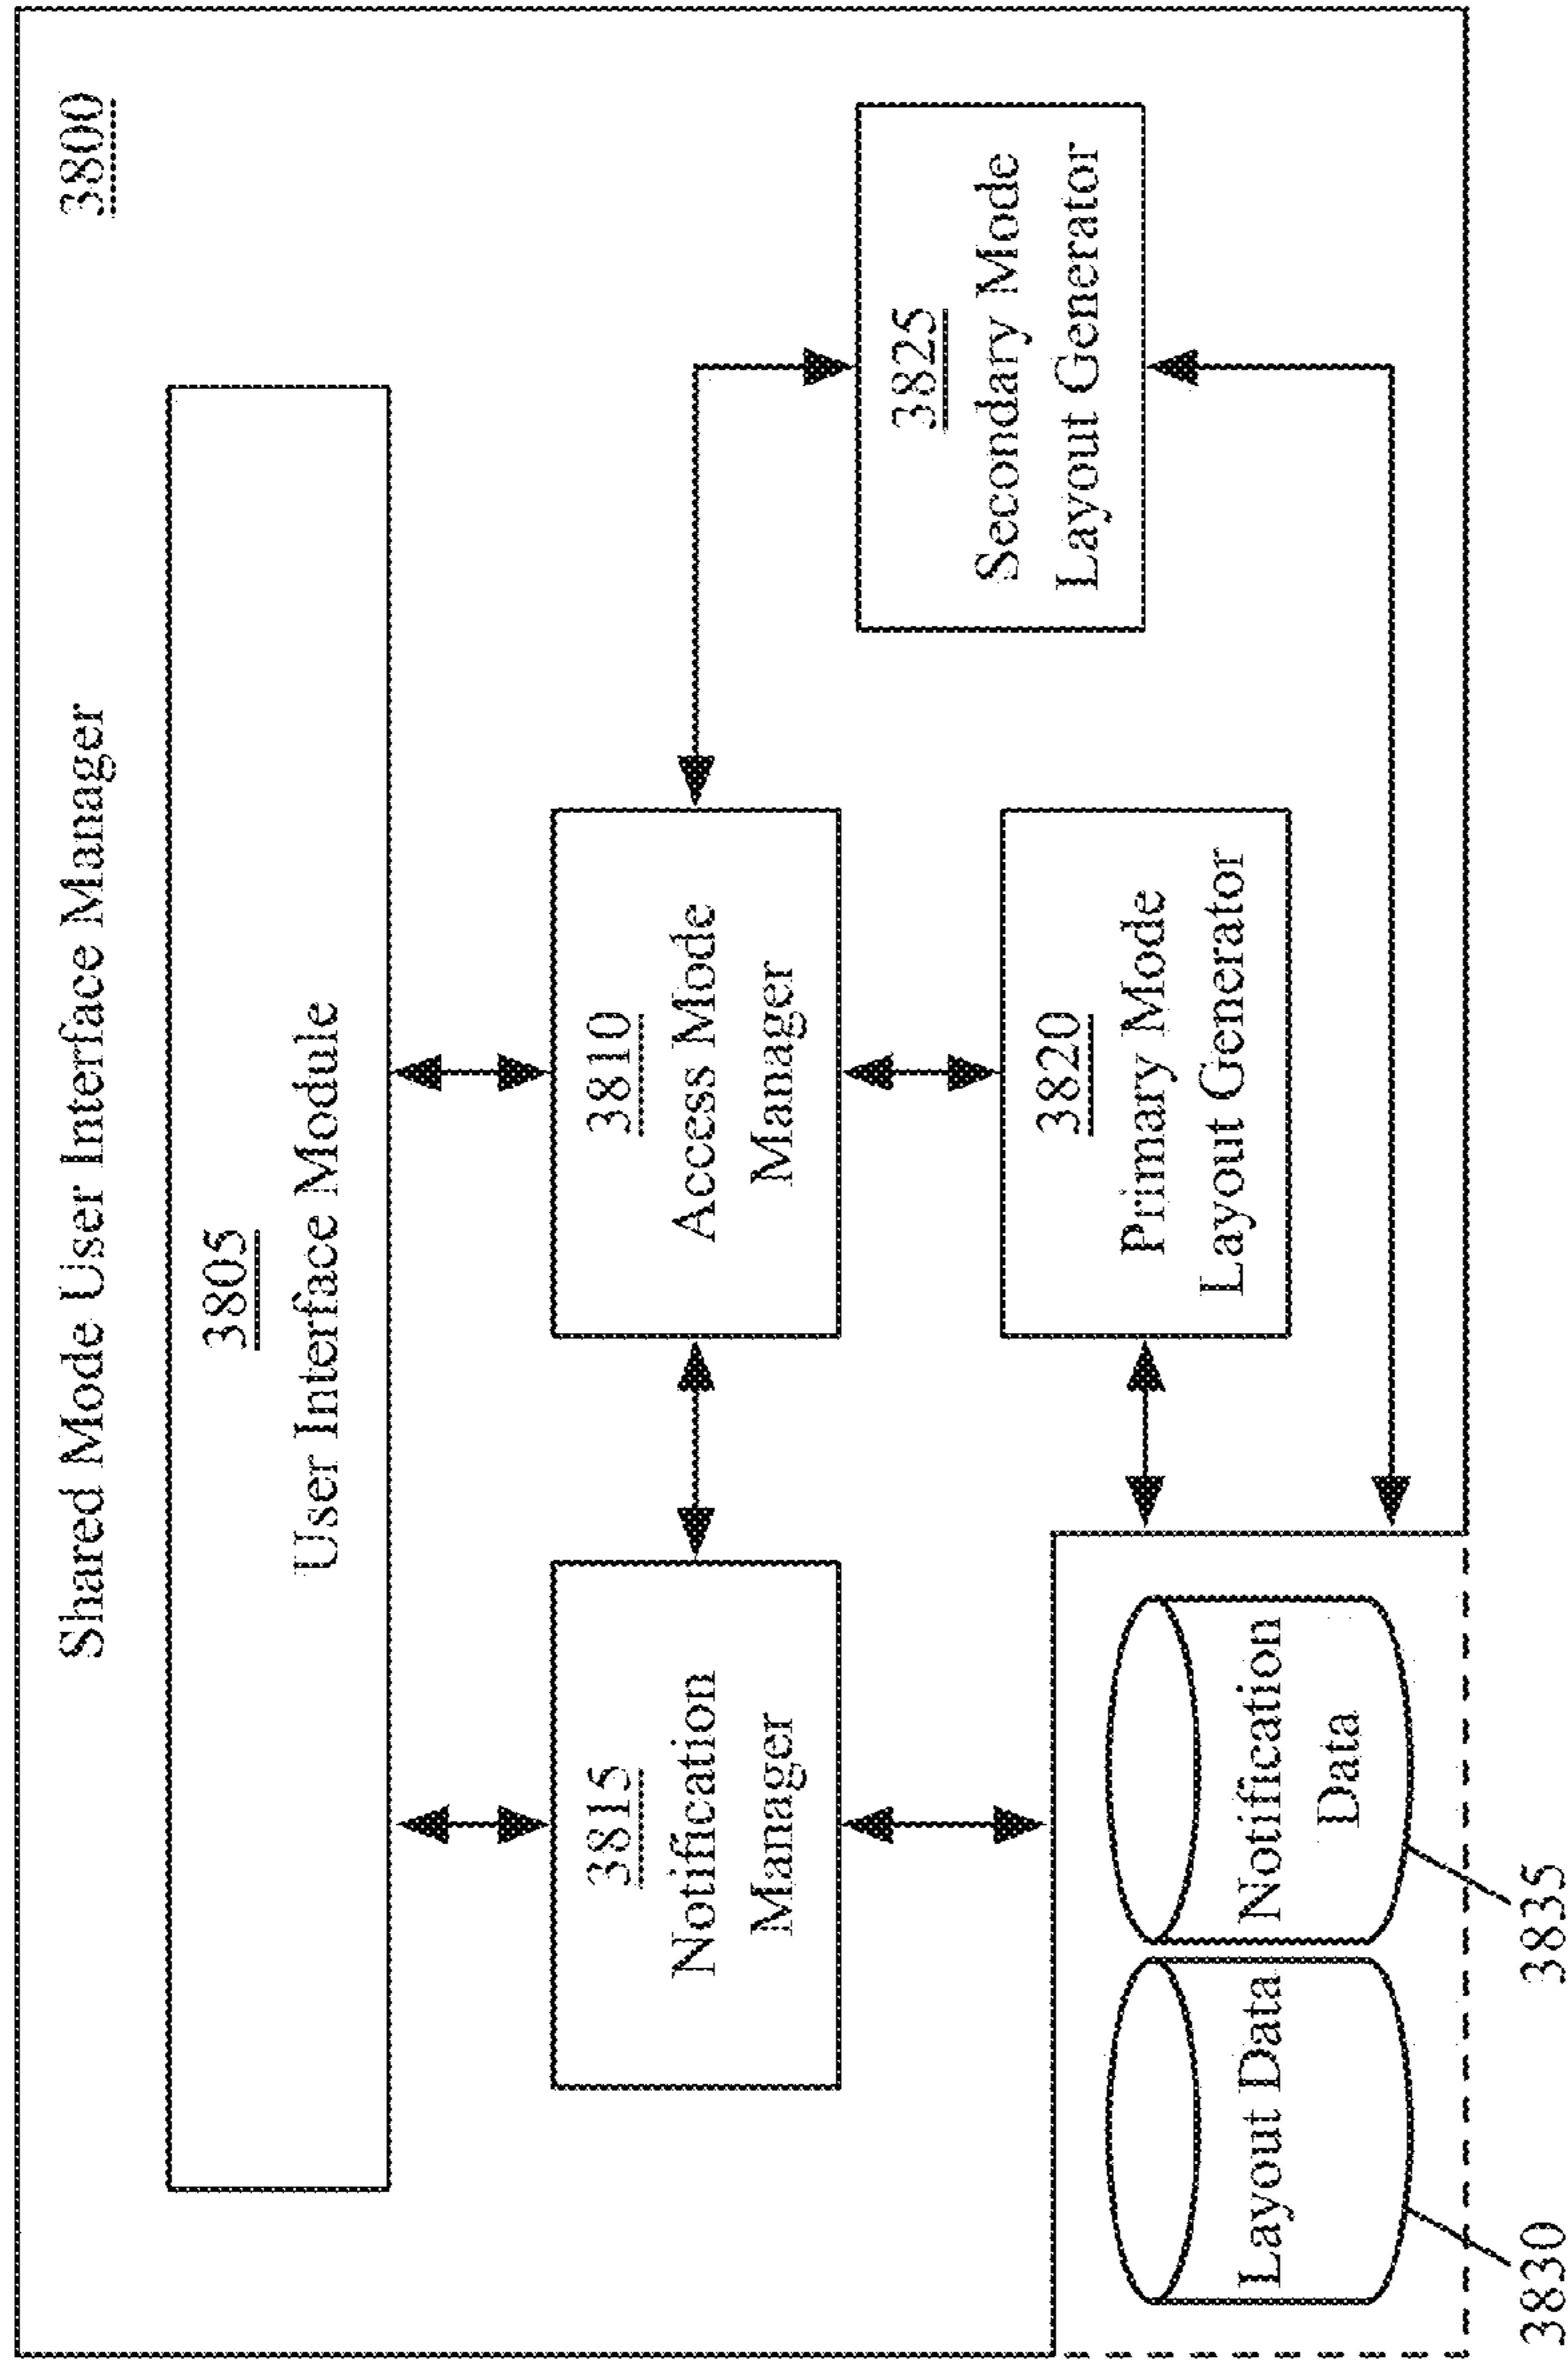 Shared Mode User Interface Manager
3800
3805
User Interface Module
3815
Notification
Manager
3810
Access Mode
Manager
3825
Secondary Mode
Layout Generator
3820
Primary Mode
Layout Generator
Layout Data
Notification
Data
3830
3835